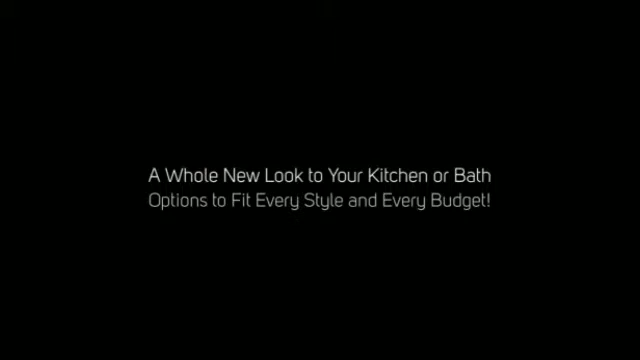 A Whole New Look to Your Kitchen or Bath
Options to Fit Every Style and Every Budget!